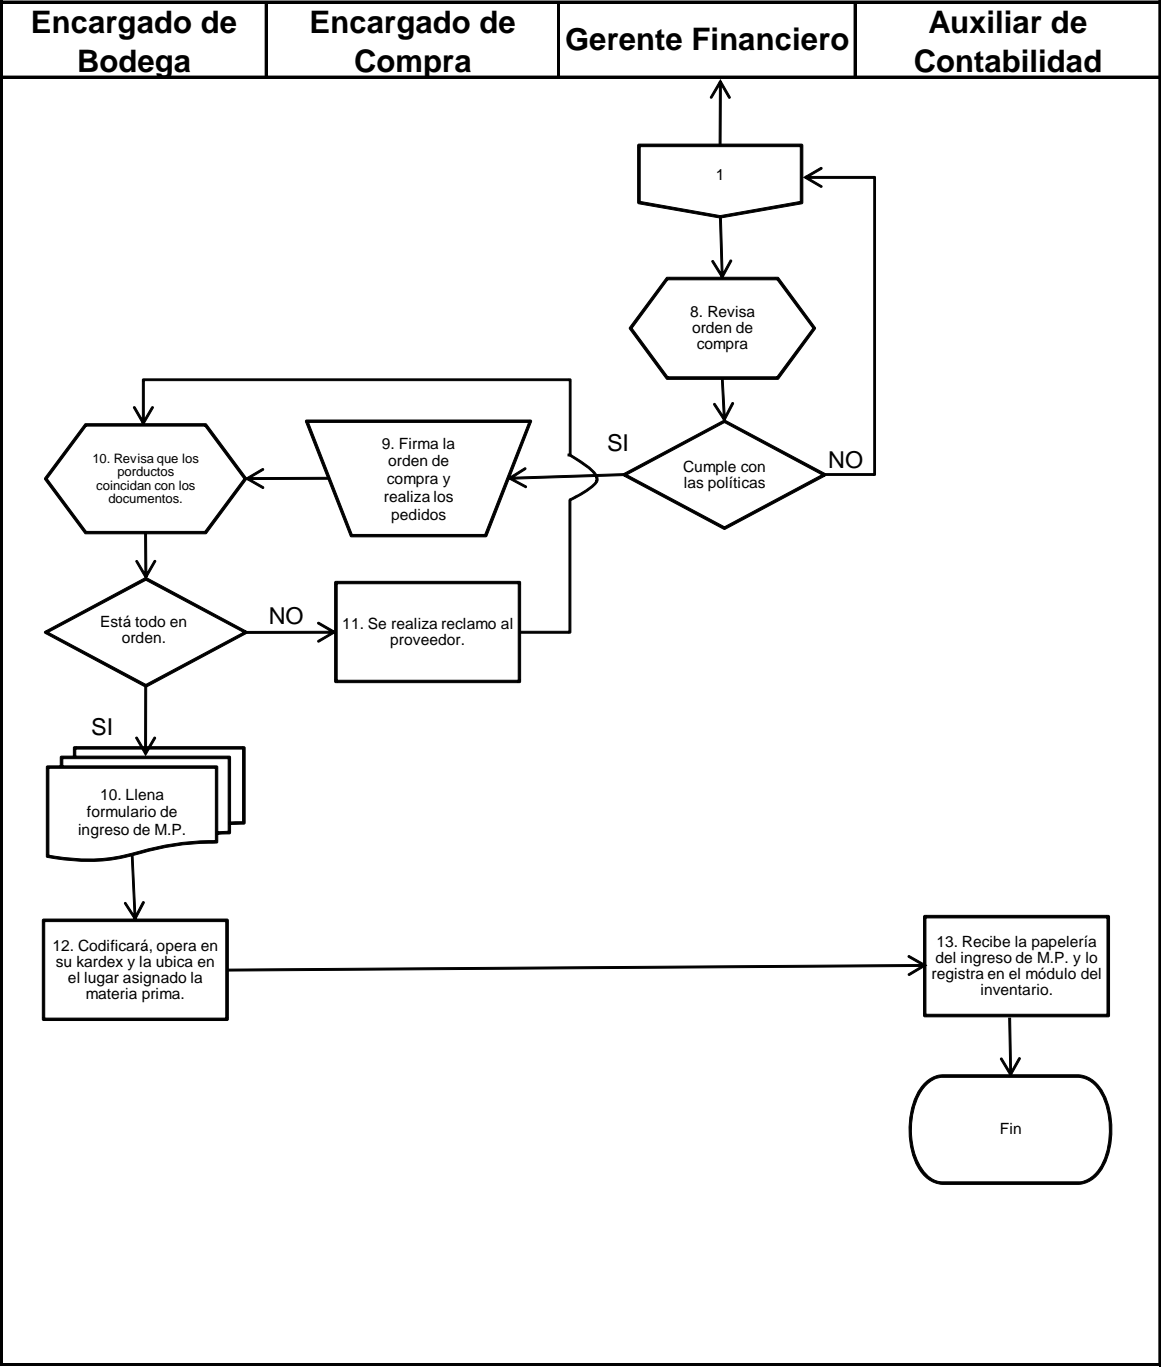 Encargado de
Bodega
Encargado de
Compra
Gerente Financiero
Auxiliar de
Contabilidad
1
8. Revisa
orden de
compra
SI
Cumple con
las políticas
NO
9. Firma la
orden de
compra y
realiza los
pedidos
10. Revisa que los
porductos
coincidan con los
documentos.
Está todo en
orden.
NO
11. Se realiza reclamo al
proveedor.
SI
10. Llena
formulario de
ingreso de M.P.
12. Codificará, opera en
su kardex y la ubica en
el lugar asignado la
materia prima.
13. Recibe la papelería
del ingreso de M.P. y lo
registra en el módulo del
inventario.
Fin